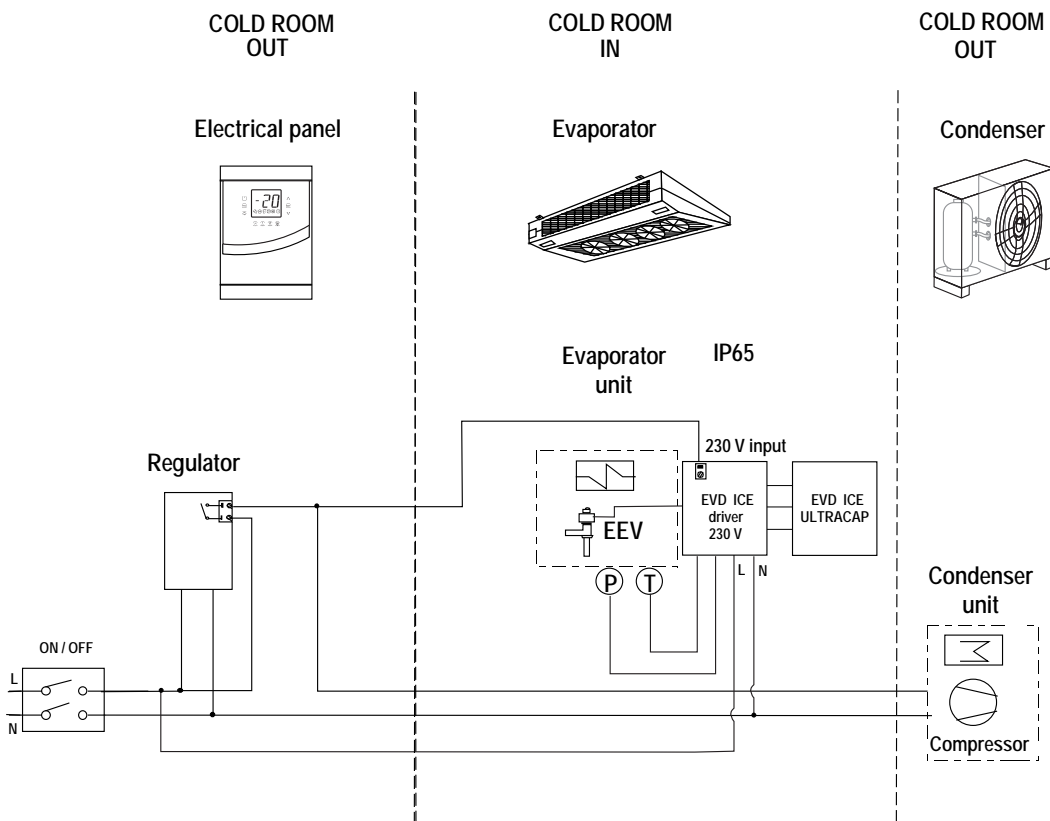 COLD ROOM
OUT
COLD ROOM
IN
COLD ROOM
OUT
Electrical panel
Evaporator
Condenser
-20
Evaporator
unit
IP65
230 V input
Regulator
EVD ICE
driver
230 V
EVD ICE
ULTRACAP
EEV
P
T
L
N
Condenser
unit
ON / OFF
L
N
Compressor